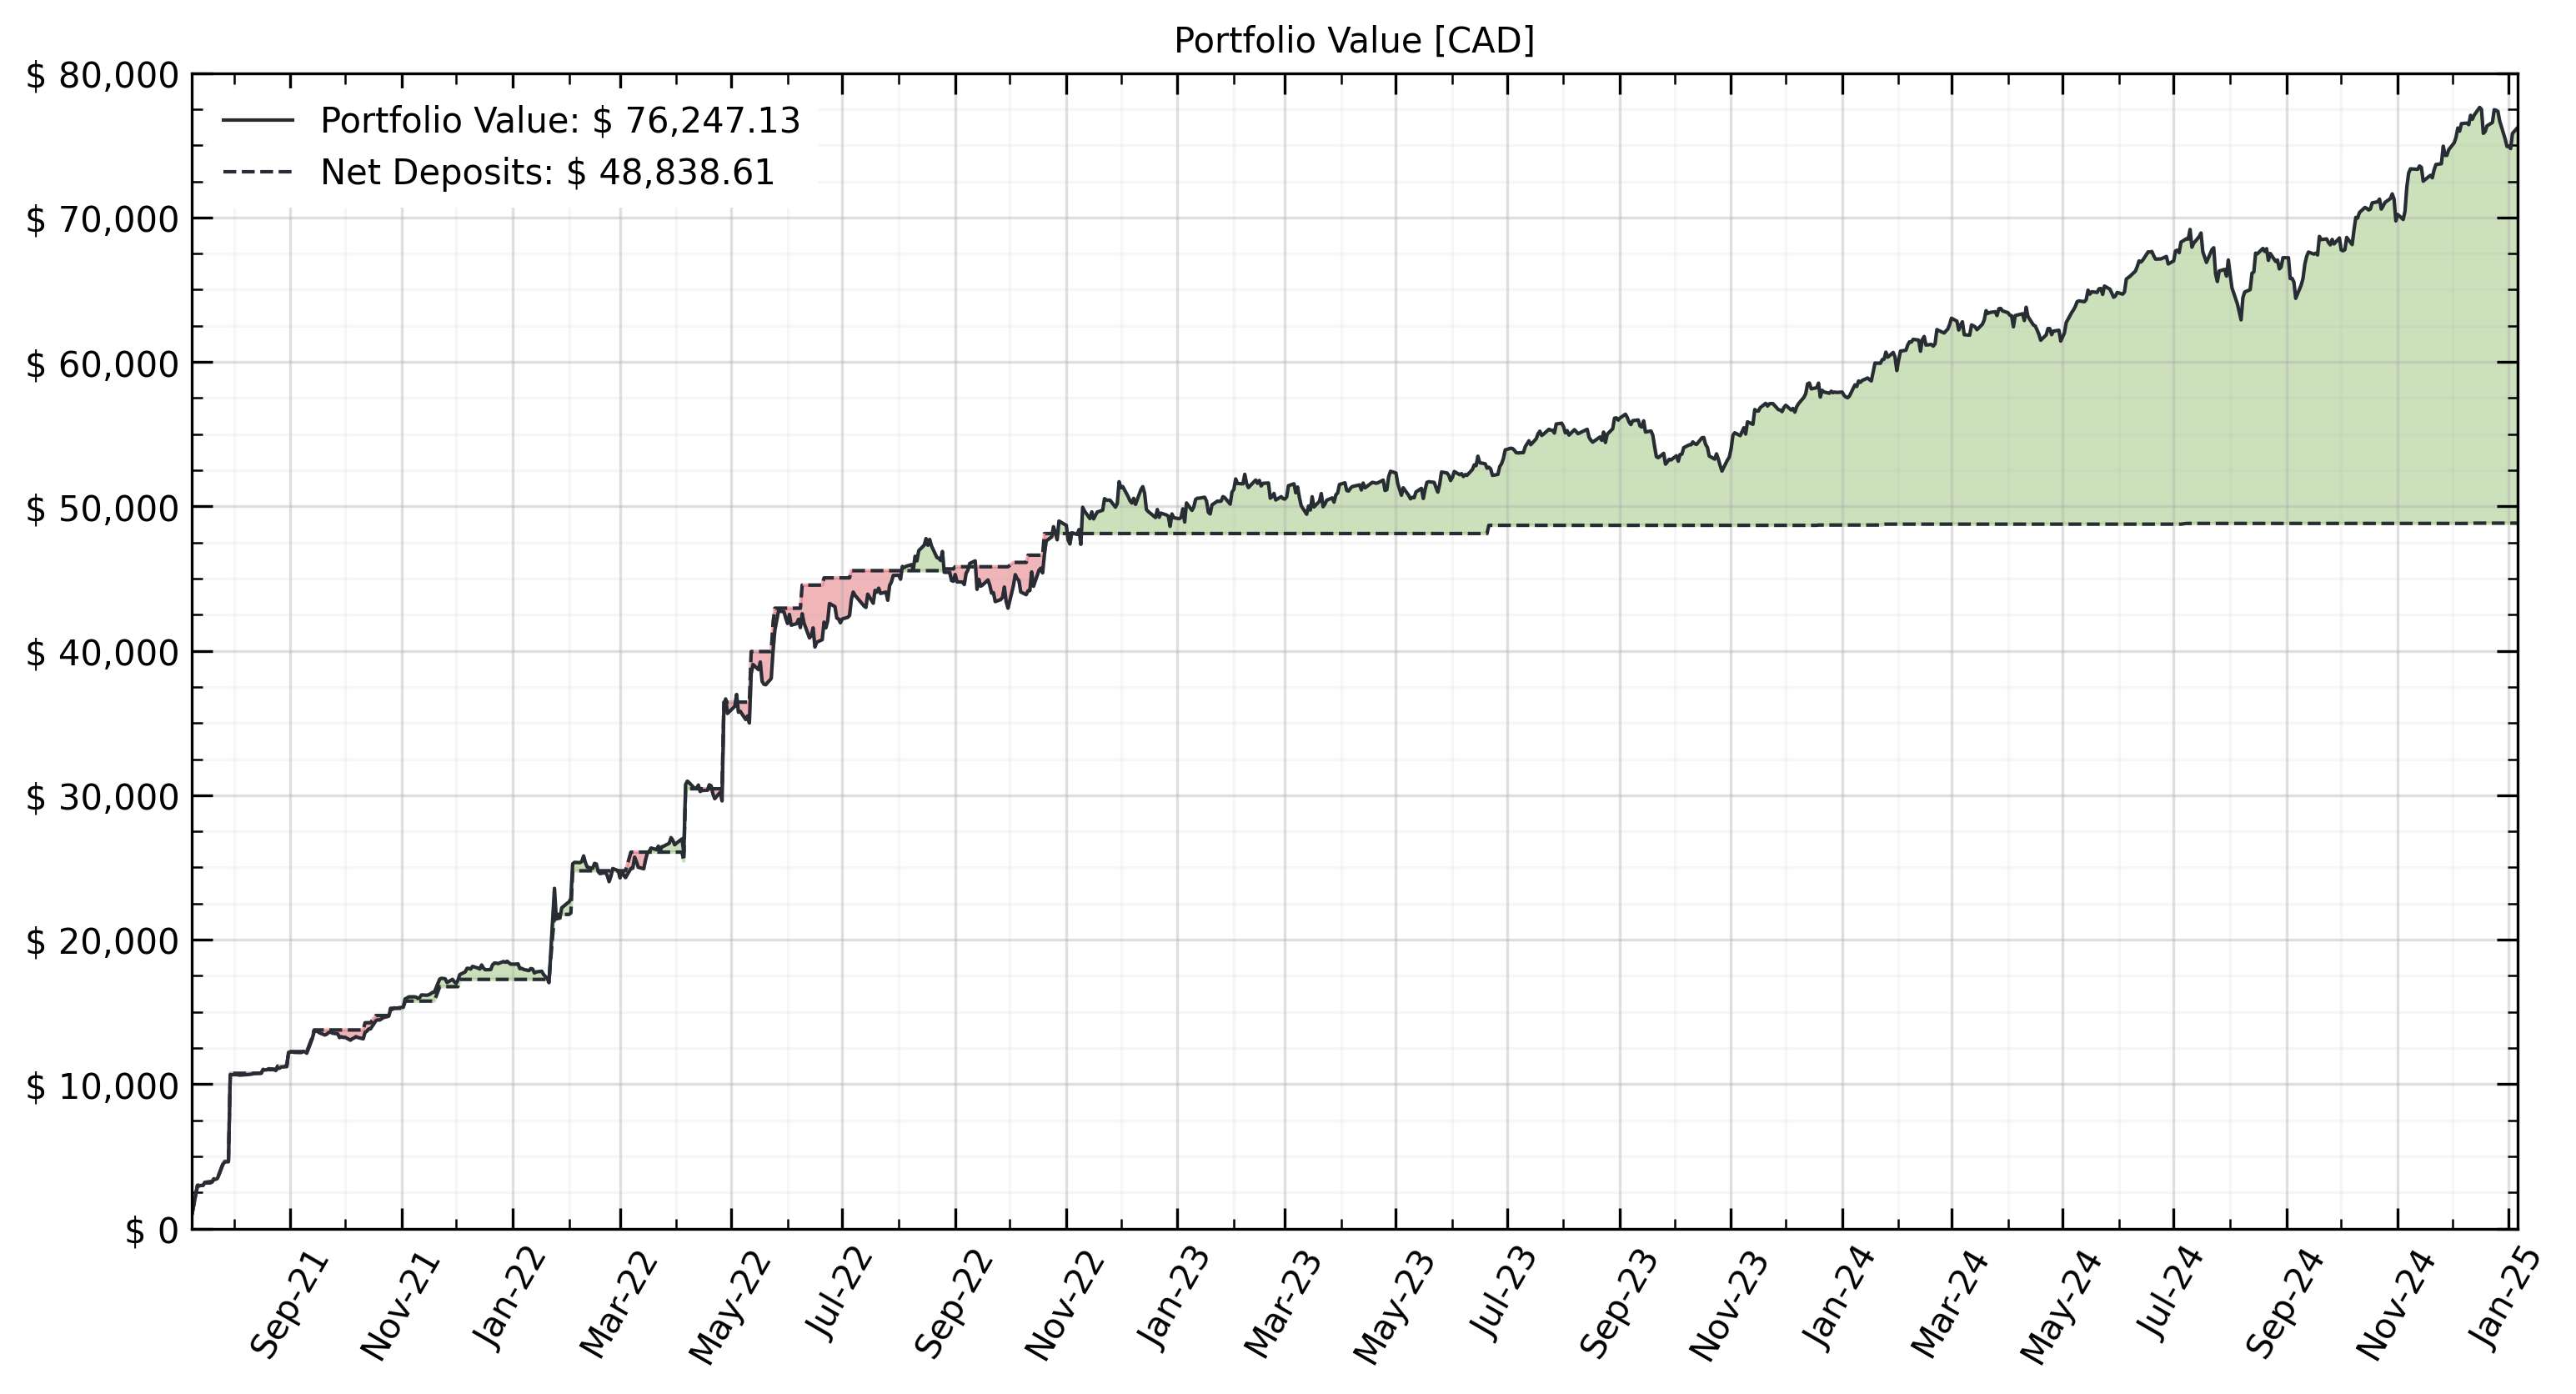 Portfolio Value [CAD]
$ 80,000
$ 70,000
$ 60,000
$ 50,000
$ 40,000
$ 30,000
$ 20,000
$ 10,000
$ 0
Portfolio Value: $ 76,247.13
Net Deposits: $ 48,838.61
Sep-21
Nov-21
Jan-22
Mar-22
May-22
Jul-22
Sep-22
Nov-22
Jan-23
Mar-23
May-23
Jul-23
Sep-23
Nov-23
Jan-24
Mar-24
May-24
Jul-24
Sep-24
Nov-24
Jan-25